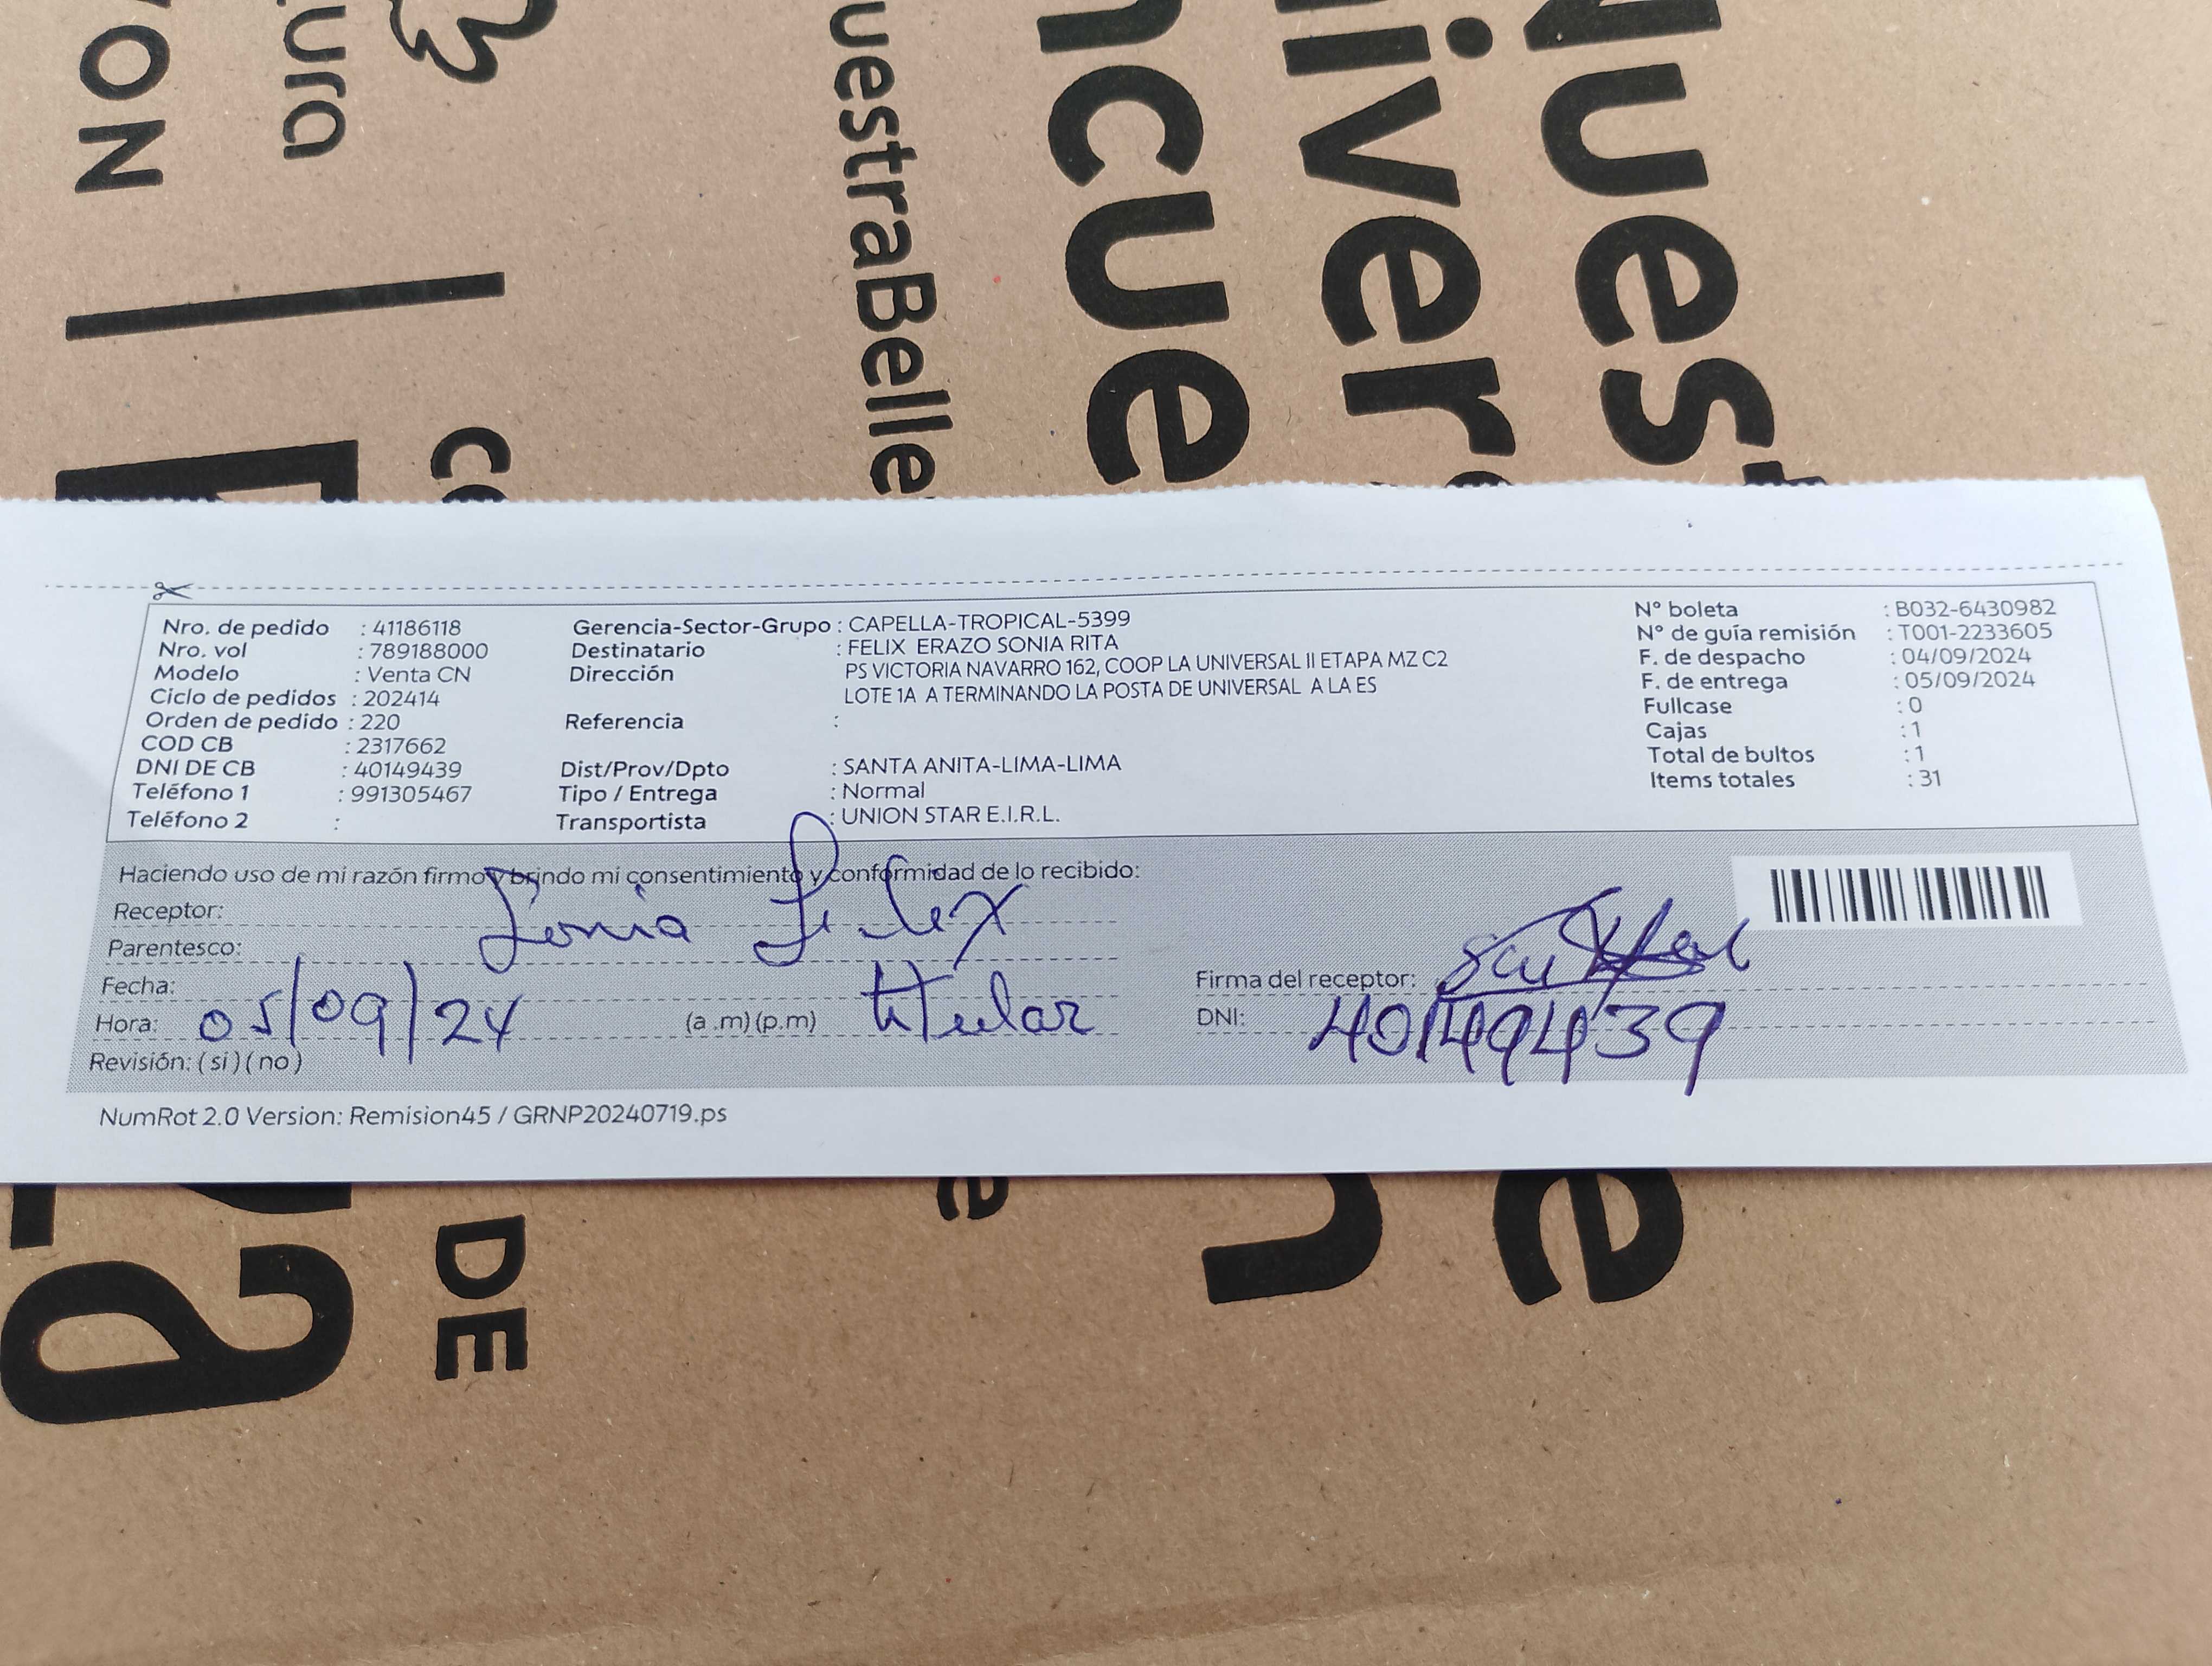 Nro. de pedido : 41186118
Nro. vol : 789188000
Modelo : Venta CN
Ciclo de pedidos : 202414
Orden de pedido : 220
COD CB : 2317662
DNI DE CB : 40149439
Teléfono 1 : 991305467
Teléfono 2 :
Gerencia-Sector-Grupo : CAPELLA-TROPICAL-5399
Destinatario : FELIX ERAZO SONIA RITA
Dirección PS VICTORIA NAVARRO 162, COOP LA UNIVERSAL II ETAPA MZ C2
LOTE 1A A TERMINANDO LA POSTA DE UNIVERSAL A LA ES
Referencia :
Dist/Prov/Dpto : SANTA ANITA-LIMA-LIMA
Tipo / Entrega : Normal
Transportista : UNION STAR E.I.R.L.
N° boleta : B032-6430982
N° de guía remisión : T001-2233605
F. de despacho : 04/09/2024
F. de entrega : 05/09/2024
Fullcase : 0
Cajas : 1
Total de bultos : 1
Items totales : 31
Haciendo uso de mi razón firmo y brindo mi consentimiento y conformidad de lo recibido:
Receptor: Sonia Felix
Parentesco:
Fecha:
Hora: 05/09/24 (a.m)(p.m) titular
Revisión: (si)(no)
Firma del receptor:
DNI: 40149439
NumRot 2.0 Version: Remision45 / GRNP20240719.ps
uestraBelle
DE